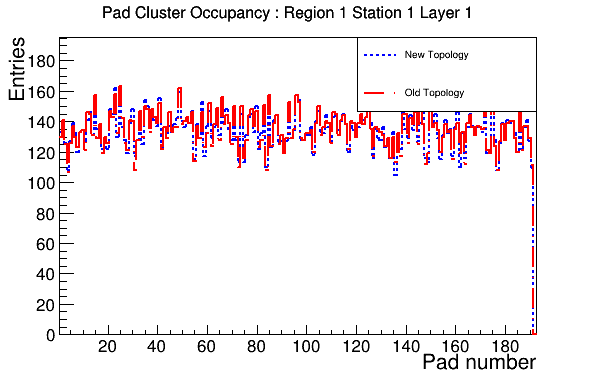 Pad Cluster Occupancy : Region 1 Station 1 Layer 1
Entries
New Topology
Old Topology
180
160
140
120
100
80
60
40
20
0
20 40 60 80 100 120 140 160 180
Pad number